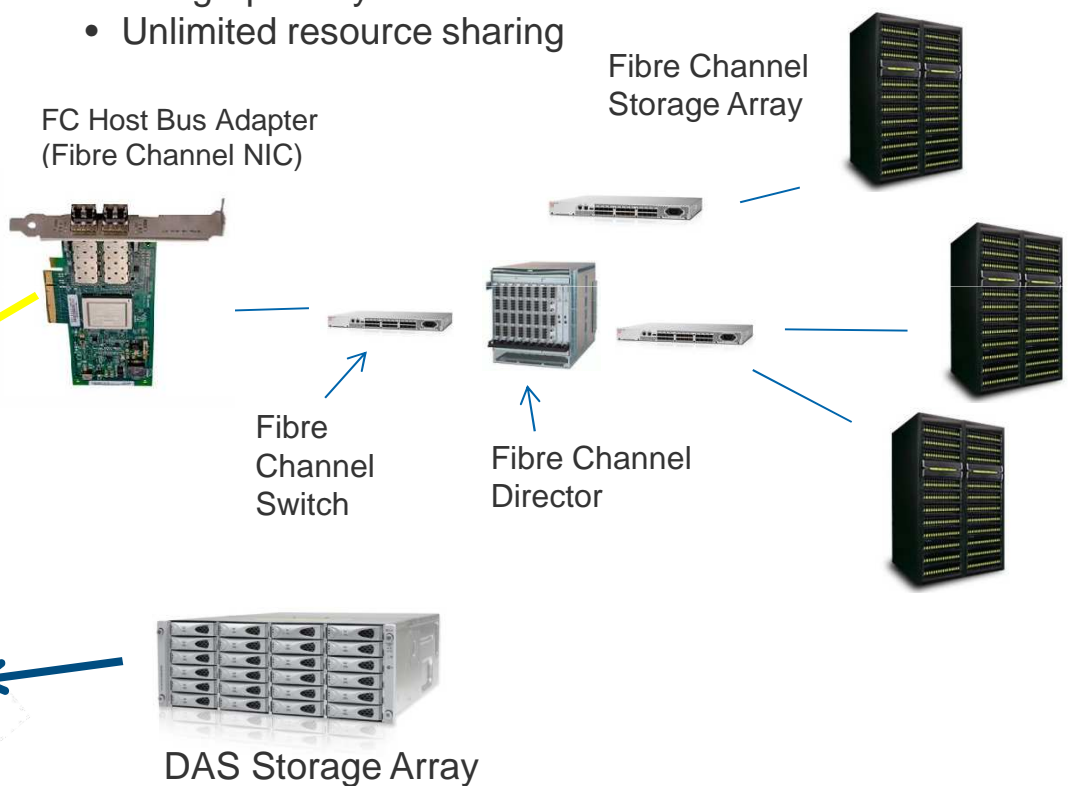 • Unlimited resource sharing
Fibre Channel
Storage Array
FC Host Bus Adapter
(Fibre Channel NIC)
Fibre
Channel
Switch
Fibre Channel
Director
DAS Storage Array